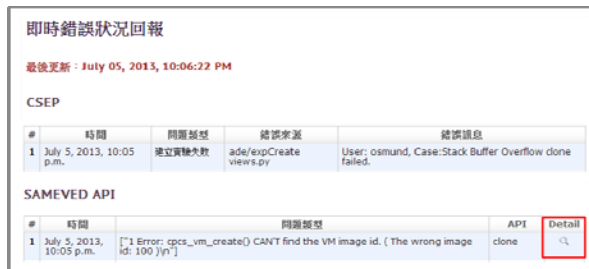 即時錯誤狀況回報
最後更新：July 05, 2013, 10:06:22 PM
CSEP
# 時間 問題類型 錯誤來源 錯誤訊息
1 July 5, 2013, 10:05 建立實驗失敗 ade/expCreate User: osmund, Case:Stack Buffer Overflow clone
p.m. views.py failed.
SAMEVED API
# 時間 問題類型 API Detail
1 July 5, 2013, ["1 Error: cpcs_vm_create() CAN'T find the VM image id. ( The wrong image clone
10:05 p.m. id: 100 )\n"]